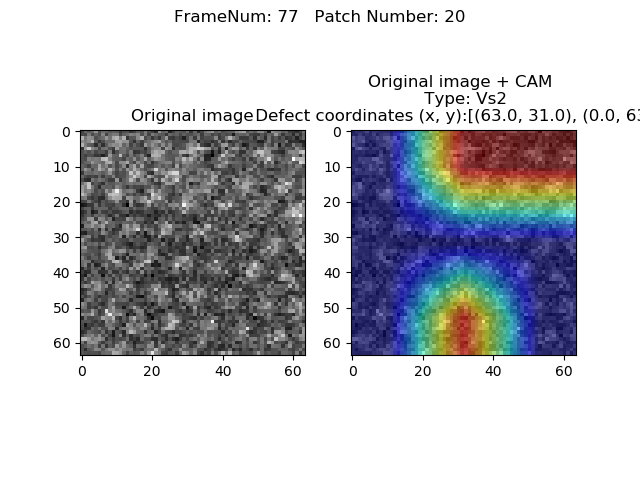 FrameNum: 77   Patch Number: 20
Original image + CAM
Type: Vs2
Original image
Defect coordinates (x, y):[(63.0, 31.0), (0.0, 63
0
10
20
30
40
50
60
0 20 40 60
0
10
20
30
40
50
60
0 20 40 60